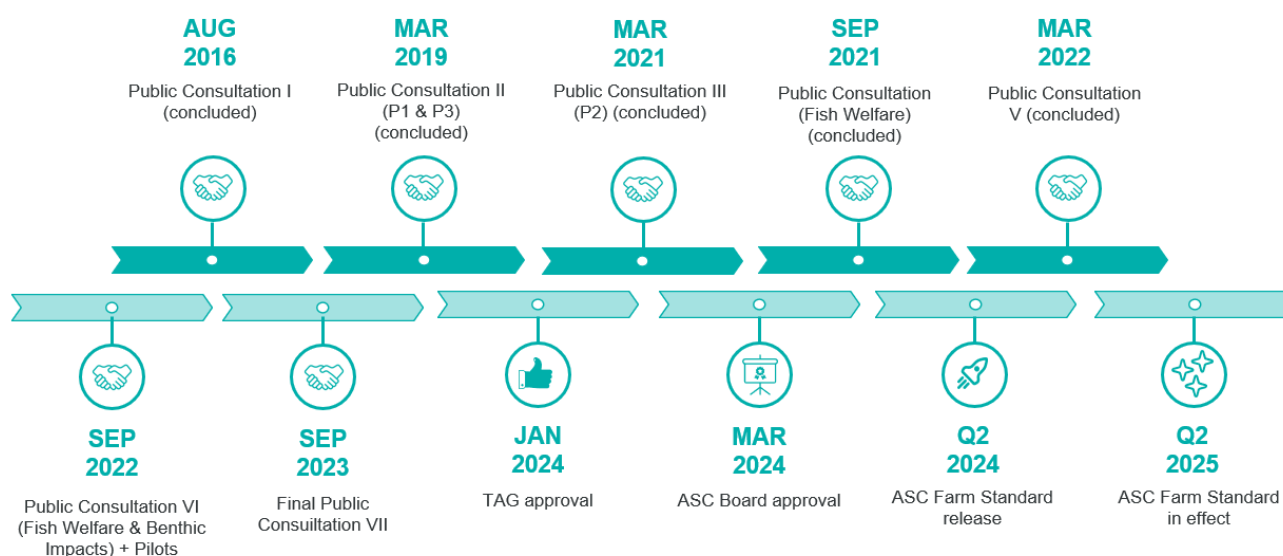 AUG
2016
Public Consultation I
(concluded)
MAR
2019
Public Consultation II
(P1 & P3)
(concluded)
MAR
2021
Public Consultation III
(P2) (concluded)
SEP
2021
Public Consultation
(Fish Welfare)
(concluded)
MAR
2022
Public Consultation
V (concluded)
SEP
2022
Public Consultation VI
(Fish Welfare & Benthic
Impacts) + Pilots
SEP
2023
Final Public
Consuiltation VII
JAN
2024
TAG approval
MAR
2024
ASC Board approval
Q2
2024
ASC Farm Standard
release
Q2
2025
ASC Farm Standard
in effect